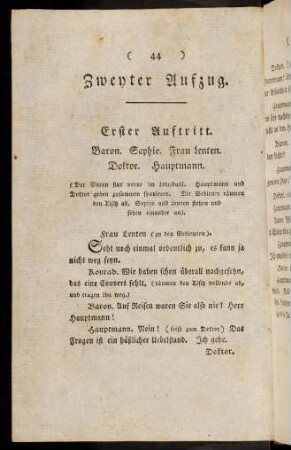 ( 44 )
Zweyter Aufzug.
Erster Auftritt.
Baron. Sophie. Frau Lenten.
Doktor. Hauptmann.
(Der Baron sitzt vorne im Lehnstuhl. Hauptmann und
Doktor gehen zusammen spazieren. Die Bedienten räumen
den Tisch ab, Sophie und Lenten stehen und
sehen einander an).
Frau Lenten (zu den Bedienten).
Seht noch einmal ordentlich zu, es kann ja
nicht weg seyn.
Konrad. Wir haben schon überall nachgesehn,
das eine Couvert fehlt, (räumen den Tisch vollends ab,
und tragen ihn weg.)
Baron. Auf Reisen waren Sie also nie? Herr
Hauptmann!
Hauptmann. Nein! (leise zum Doktor) Das
Fragen ist ein häßlicher Uebelstand. Ich gehe.
Doktor.